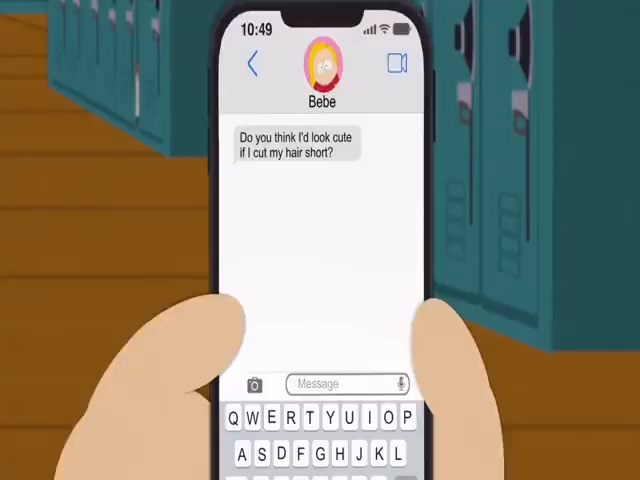 10:49
Bebe
Do you think I'd look cute
if I cut my hair short?
Message
Q W E R T Y U I O P
A S D F G H J K L